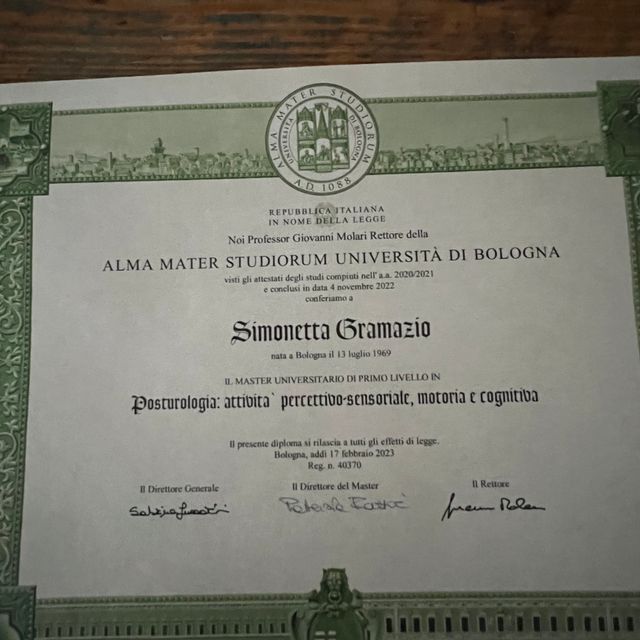 ALMA MATER STUDIORUM
UNIVERSITÀ DI BOLOGNA
A.D. 1088
REPUBBLICA ITALIANA
IN NOME DELLA LEGGE
Noi Professor Giovanni Molari Rettore della
ALMA MATER STUDIORUM UNIVERSITÀ DI BOLOGNA
visti gli attestati degli studi compiuti nell'a.a. 2020/2021
e conclusi in data 4 novembre 2022
conferiamo a
Simonetta Gramazio
nata a Bologna il 13 luglio 1969
IL MASTER UNIVERSITARIO DI PRIMO LIVELLO IN
Posturologia: attivita` percettivo-sensoriale, motoria e cognitiva
Il presente diploma si rilascia a tutti gli effetti di legge.
Bologna, addì 17 febbraio 2023
Reg. n. 40370
Il Direttore Generale Il Direttore del Master Il Rettore